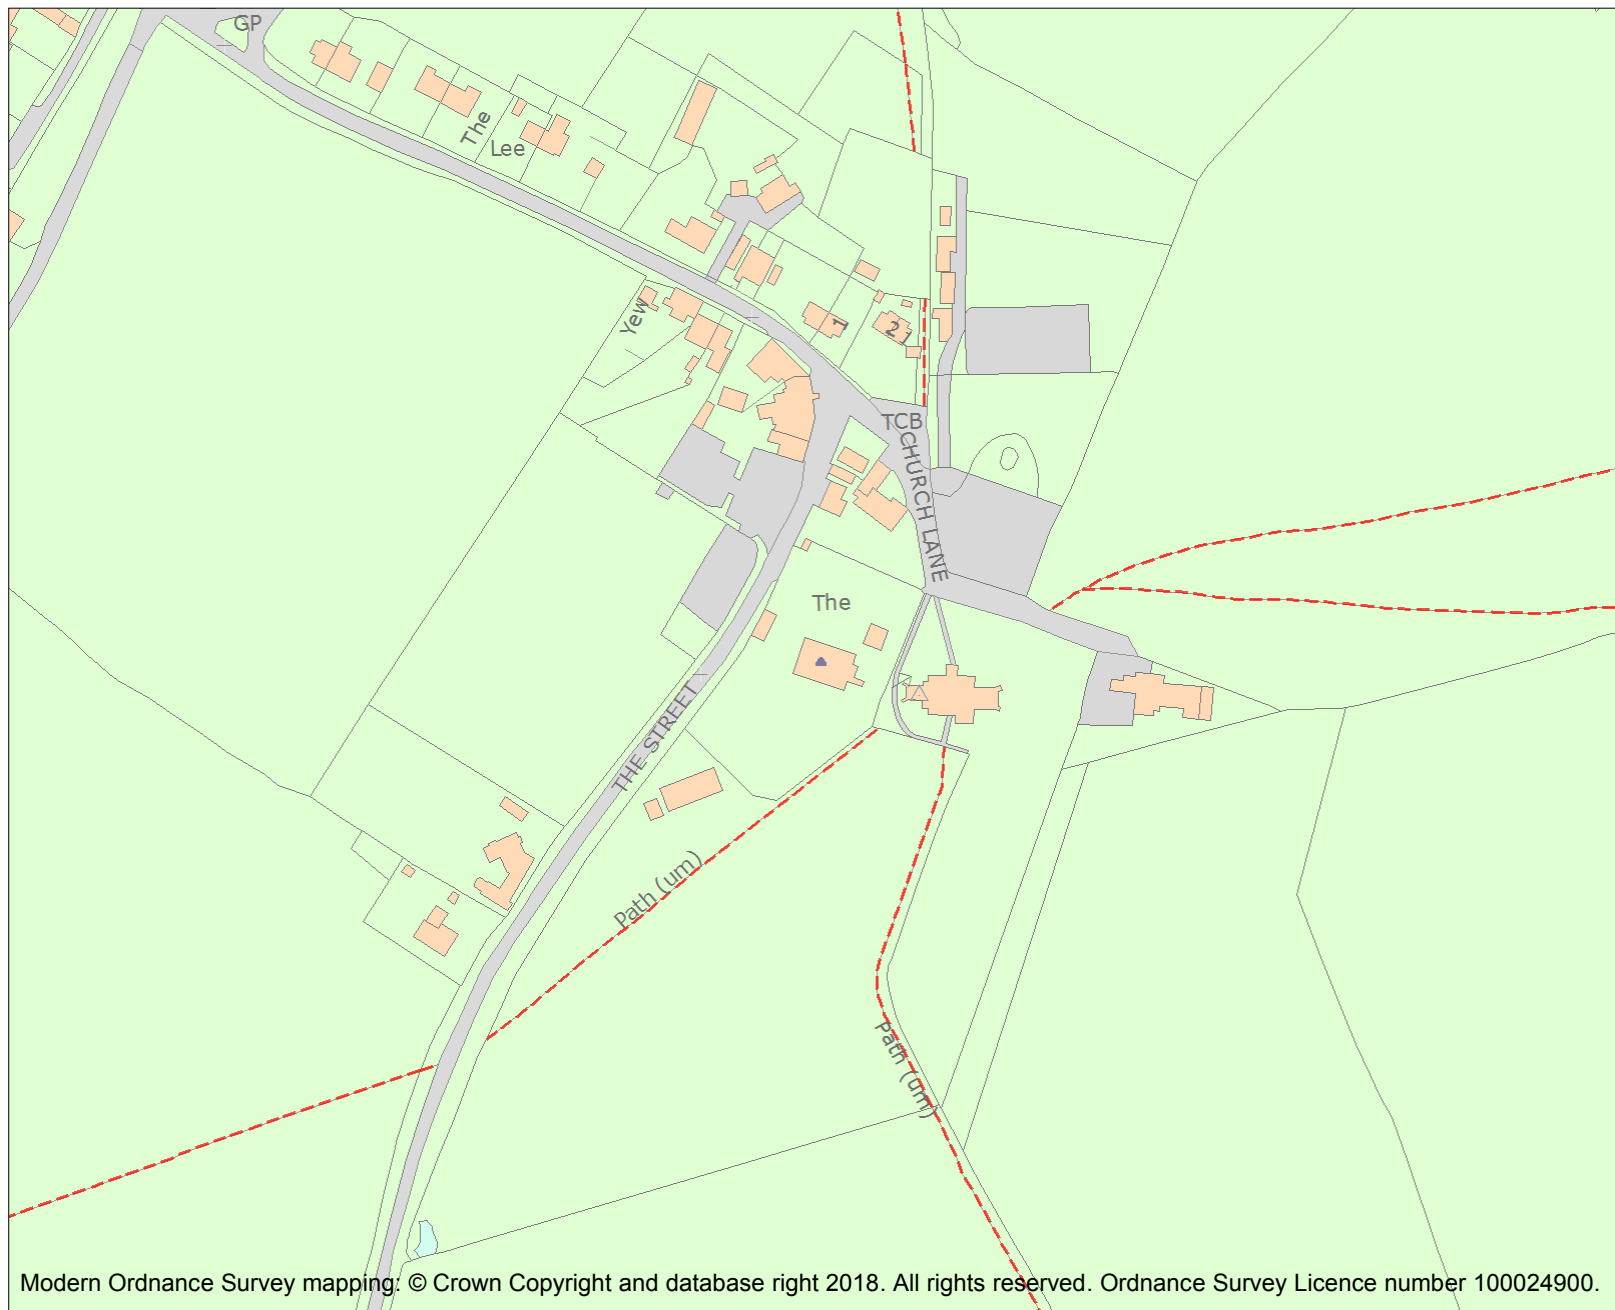 GP
The
Lee
Yew
1
2
TCB
CHURCH LANE
The
THE STREET
Path (um)
Path (um)
Modern Ordnance Survey mapping: © Crown Copyright and database right 2018. All rights reserved. Ordnance Survey Licence number 100024900.